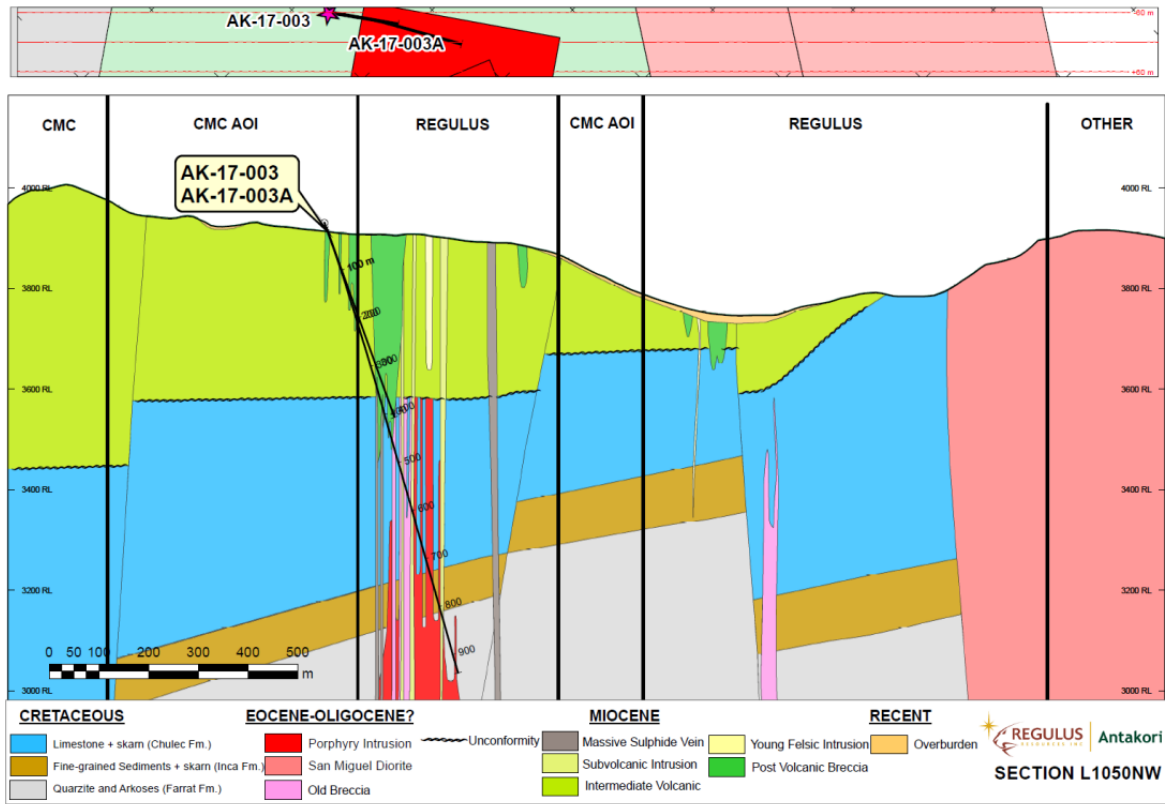 -60 m
AK-17-003
AK-17-003A
+60 m
CMC
CMC AOI
REGULUS
CMC AOI
REGULUS
OTHER
AK-17-003
AK-17-003A
4000 RL
4000 RL
100 m
3800 RL
3800 RL
3600 RL
3600 RL
500
3400 RL
3400 RL
600
700
3200 RL
3200 RL
800
900
0 50 100 200 300 400 500
m
3000 RL
3000 RL
CRETACEOUS
Limestone + skarn (Chulec Fm.)
Fine-grained Sediments + skarn (Inca Fm.)
Quarzite and Arkoses (Farrat Fm.)
EOCENE-OLIGOCENE?
Porphyry Intrusion
San Miguel Diorite
Old Breccia
Unconformity
MIOCENE
Massive Sulphide Vein
Subvolcanic Intrusion
Intermediate Volcanic
Young Felsic Intrusion
Post Volcanic Breccia
RECENT
Overburden
REGULUS
RESOURCES INC
Antakori
SECTION L1050NW